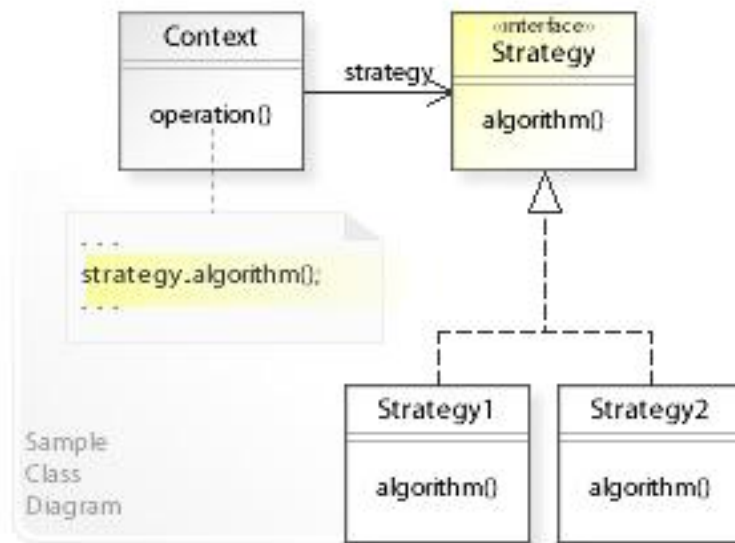 Context
operation()
strategy
«interface»
Strategy
algorithm()
. . .
strategy.algorithm();
. . .
Strategy1
algorithm()
Strategy2
algorithm()
Sample
Class
Diagram